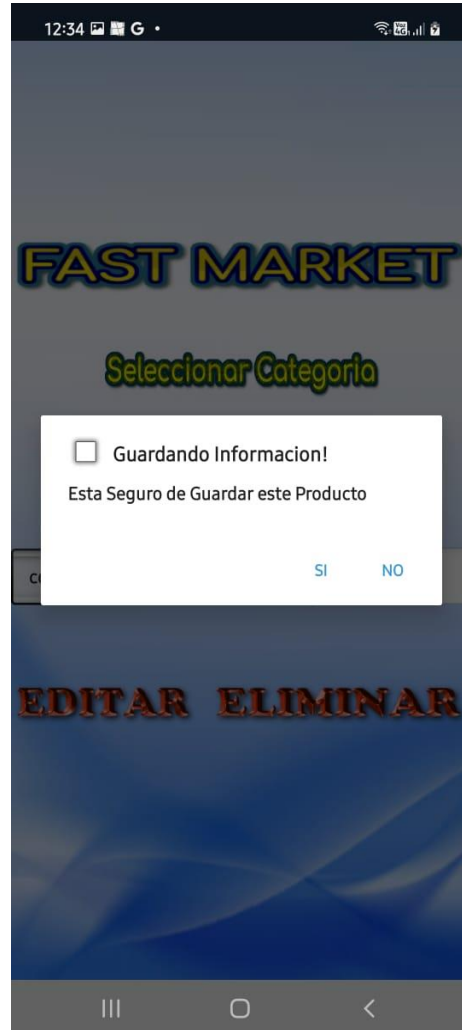 12:34 G
FAST MARKET
Seleccionar Categoria
Guardando Informacion!
Esta Seguro de Guardar este Producto
SI NO
EDITAR ELIMINAR